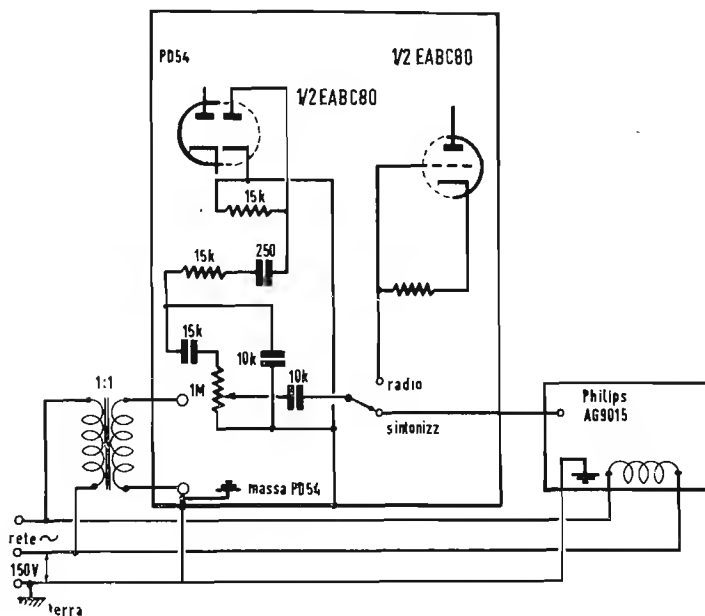 PD54
1/2 EABC80
1/2 EABC80
15k
15k
250
15k
10k
1:1
1M
10k
radio
sintonizz
Philips
AG9015
massa PD54
rete ~
150V
terra